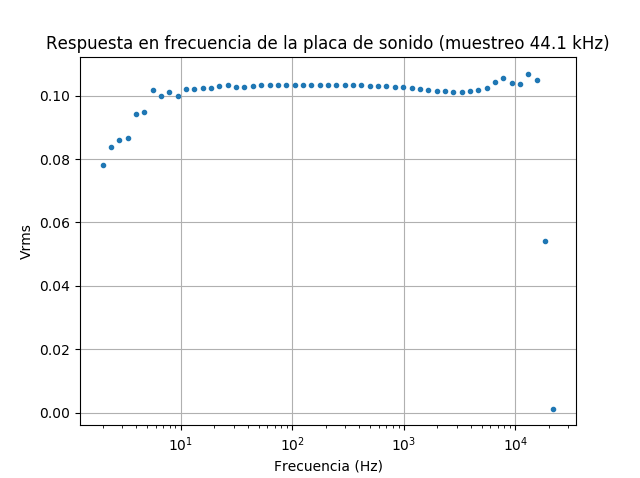 Respuesta en frecuencia de la placa de sonido (muestreo 44.1 kHz)
0.10
0.08
0.06
0.04
0.02
0.00
Vrms
10¹ 10² 10³ 10⁴
Frecuencia (Hz)